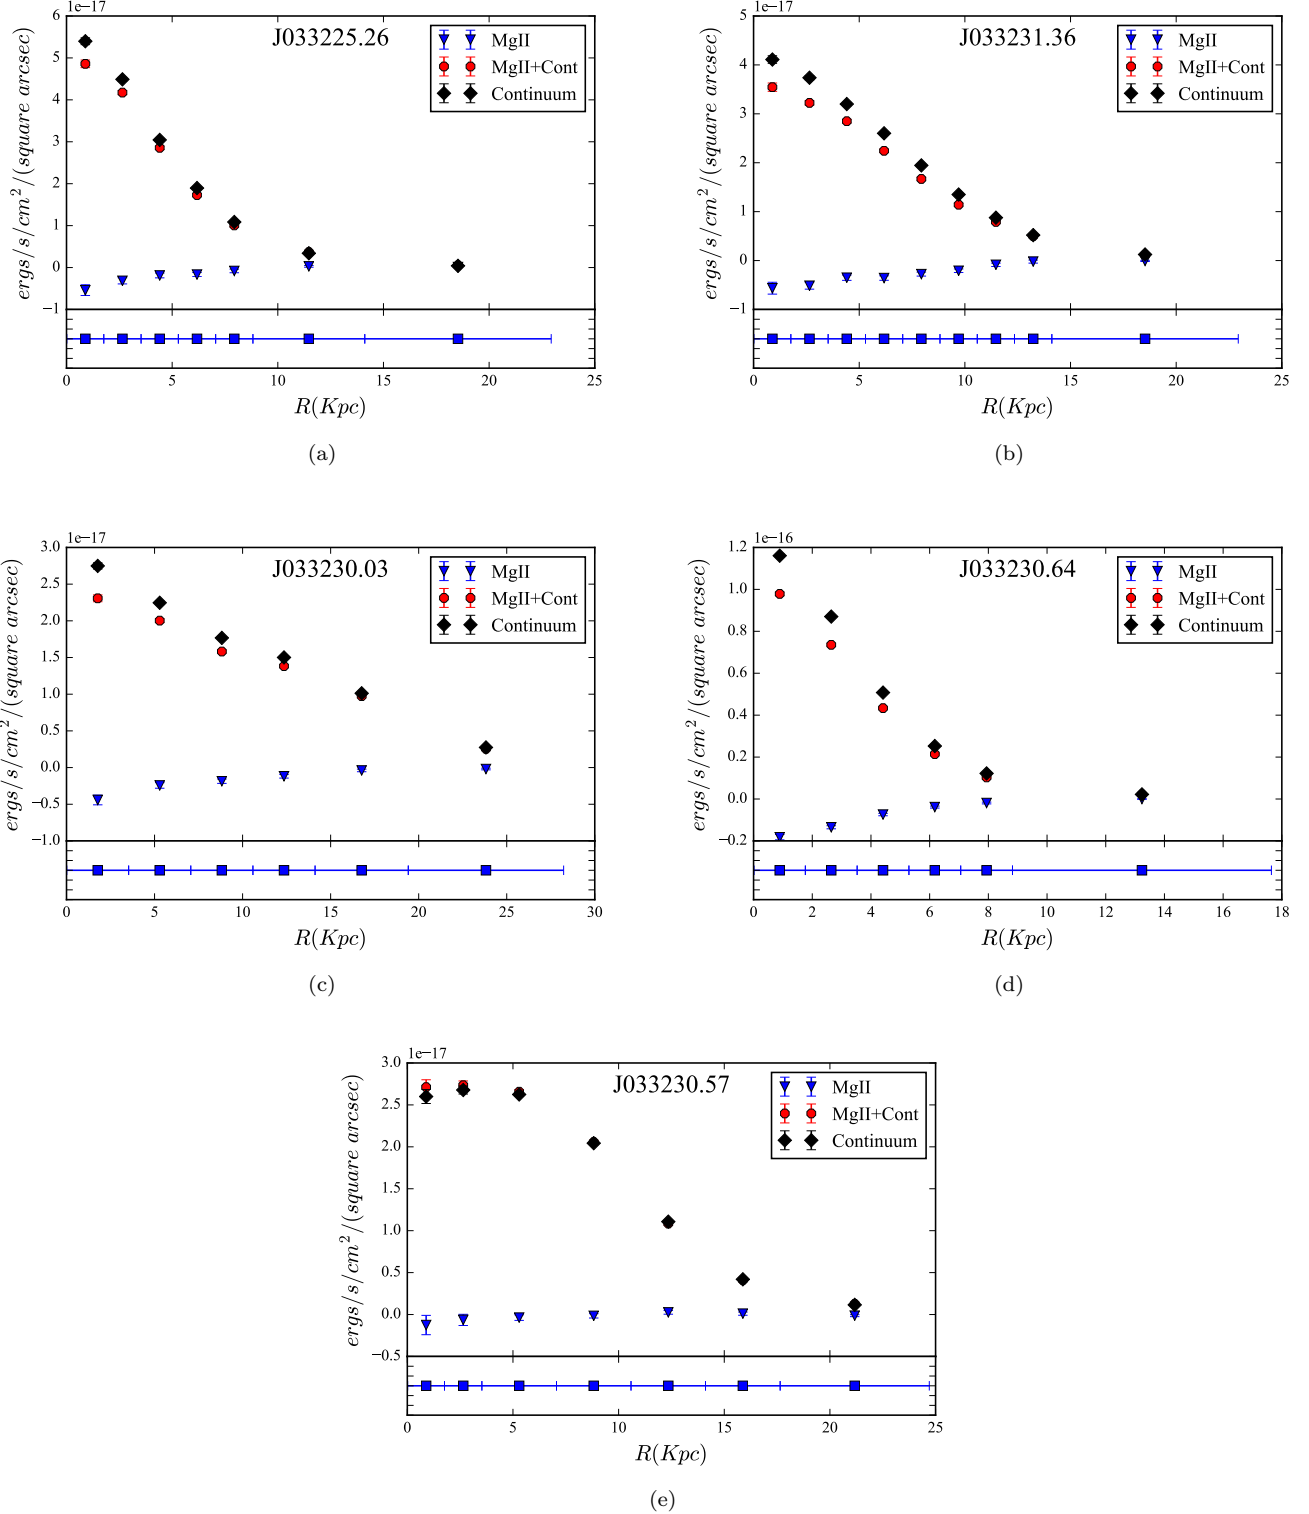 1e−17
J033225.26
MgII
MgII+Cont
Continuum
ergs/s/cm²/(square arcsec)
6
5
4
3
2
1
0
−1
0 5 10 15 20 25
R(Kpc)
(a)
1e−17
J033231.36
MgII
MgII+Cont
Continuum
ergs/s/cm²/(square arcsec)
5
4
3
2
1
0
−1
0 5 10 15 20 25
R(Kpc)
(b)
1e−17
J033230.03
MgII
MgII+Cont
Continuum
ergs/s/cm²/(square arcsec)
3.0
2.5
2.0
1.5
1.0
0.5
0.0
−0.5
−1.0
0 5 10 15 20 25 30
R(Kpc)
(c)
1e−16
J033230.64
MgII
MgII+Cont
Continuum
ergs/s/cm²/(square arcsec)
1.2
1.0
0.8
0.6
0.4
0.2
0.0
−0.2
0 2 4 6 8 10 12 14 16 18
R(Kpc)
(d)
1e−17
J033230.57
MgII
MgII+Cont
Continuum
ergs/s/cm²/(square arcsec)
3.0
2.5
2.0
1.5
1.0
0.5
0.0
−0.5
0 5 10 15 20 25
R(Kpc)
(e)